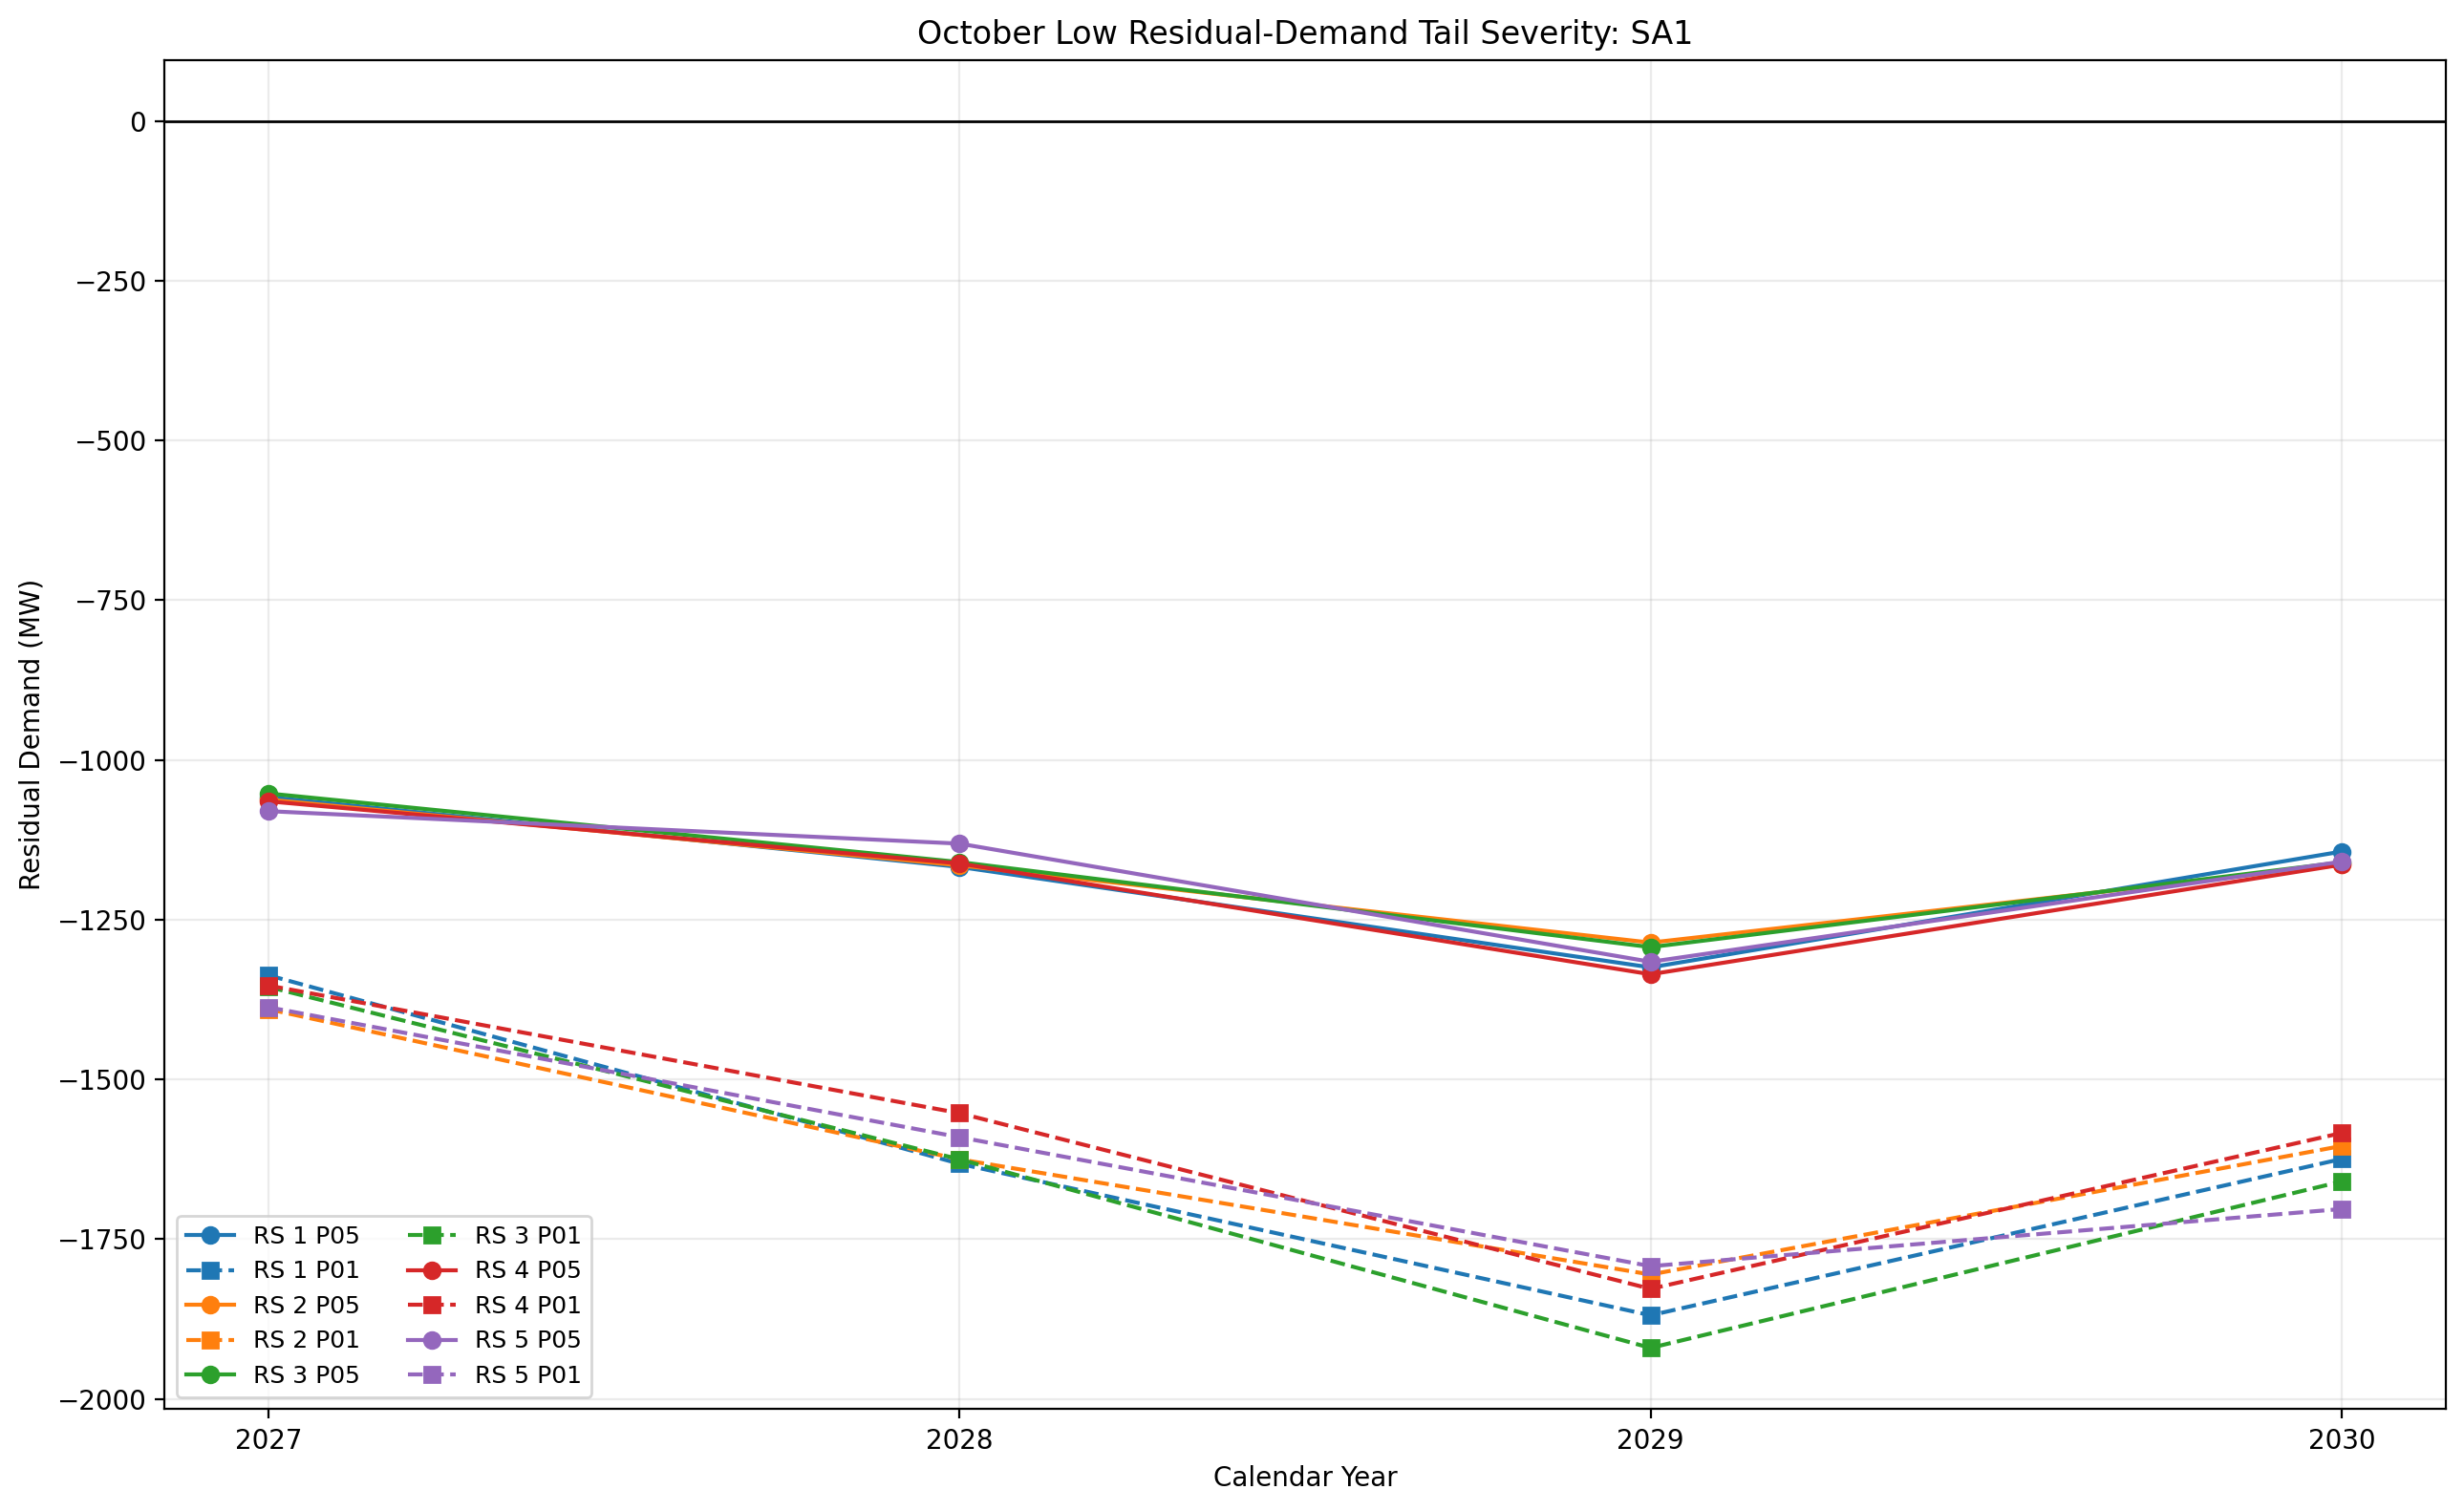 October Low Residual-Demand Tail Severity: SA1
Residual Demand (MW)
0
−250
−500
−750
−1000
−1250
−1500
−1750
−2000
RS 1 P05
RS 1 P01
RS 2 P05
RS 2 P01
RS 3 P05
RS 3 P01
RS 4 P05
RS 4 P01
RS 5 P05
RS 5 P01
2027
2028
2029
2030
Calendar Year